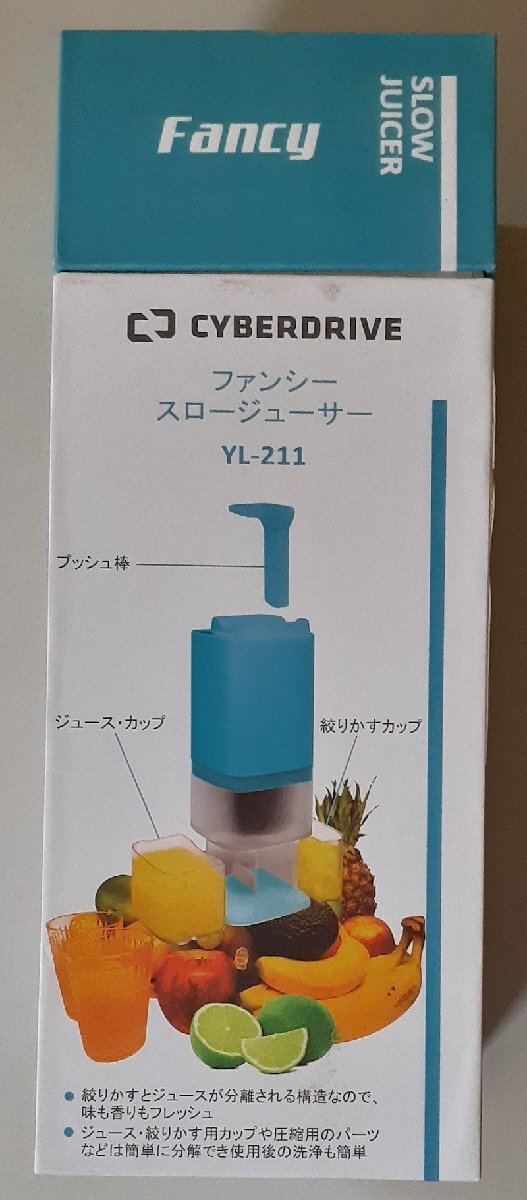 Fancy
SLOW
JUICER
CYBERDRIVE
ファンシー
スロージューサー
YL-211
プッシュ棒
ジュース・カップ
絞りかすカップ
● 絞りかすとジュースが分離される構造なので、
味も香りもフレッシュ
● ジュース・絞りかす用カップや圧縮用のパーツ
などは簡単に分解でき使用後の洗浄も簡単